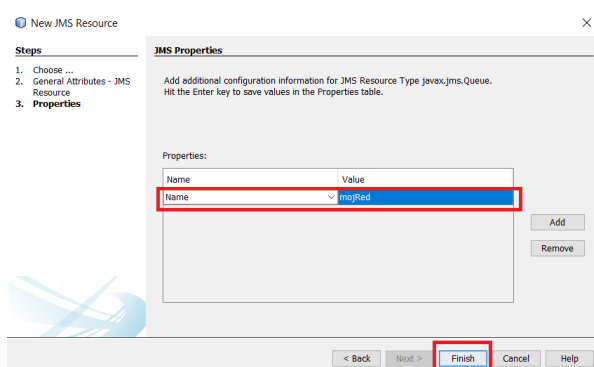 New JMS Resource
Steps
1. Choose ...
2. General Attributes - JMS
Resource
3. Properties
JMS Properties
Add additional configuration information for JMS Resource Type javax.jms.Queue.
Hit the Enter key to save values in the Properties table.
Properties:
Name Value
Name mojRed
Add
Remove
< Back Next > Finish Cancel Help